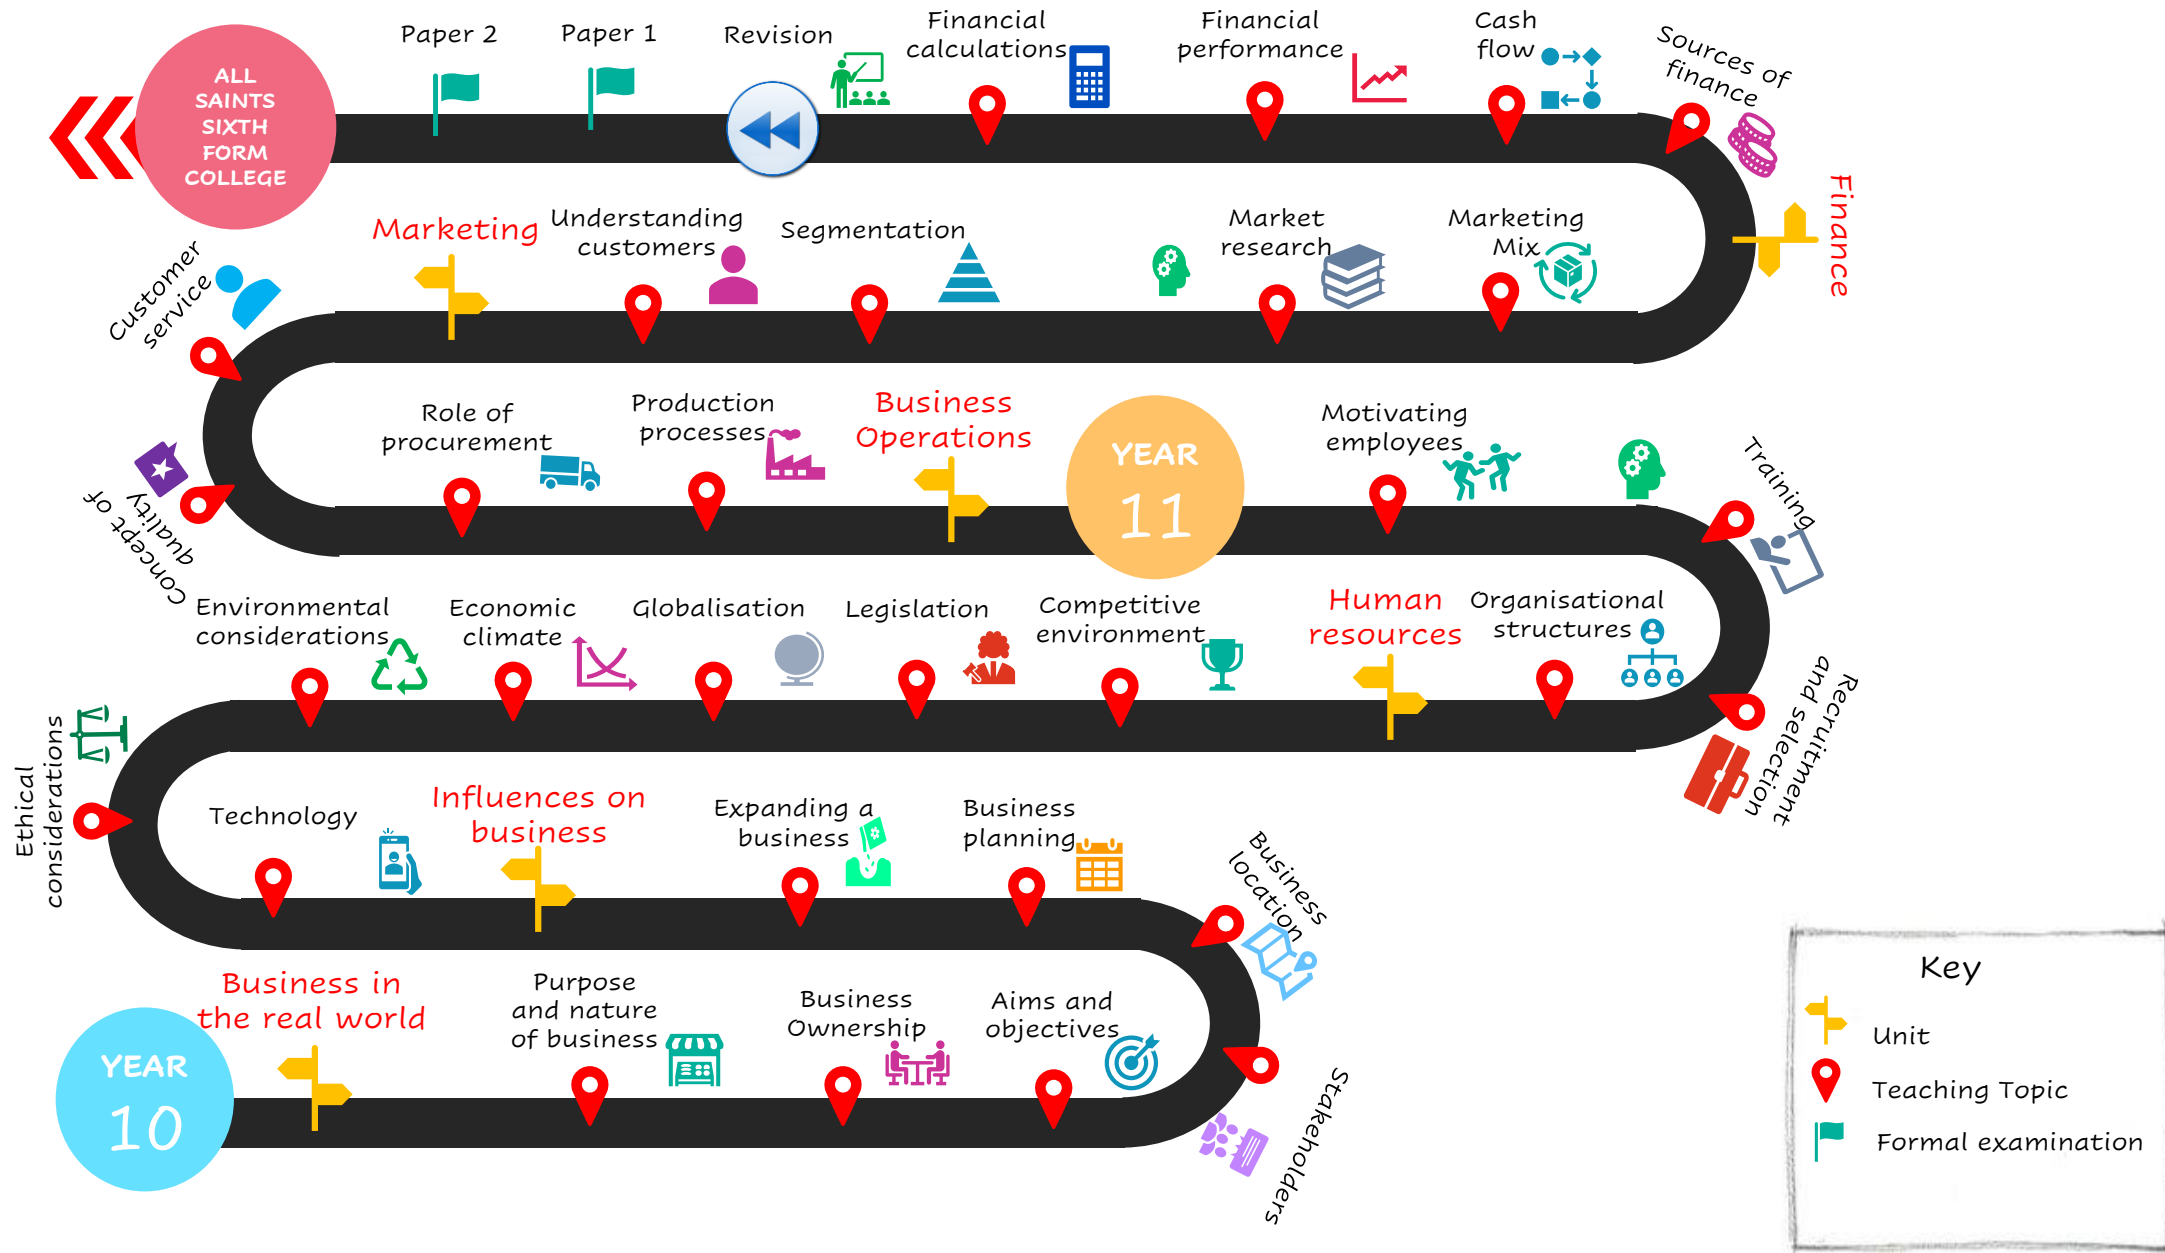 Paper 2
Paper 1
Revision
Financial
calculations
Financial
performance
Cash
flow
Sources of
finance
ALL
SAINTS
SIXTH
FORM
COLLEGE
Finance
Marketing
Understanding
customers
Segmentation
Market
research
Marketing
Mix
Customer
service
Role of
procurement
Production
processes
Business
Operations
YEAR
11
Motivating
employees
Training
Concept of
quality
Environmental
considerations
Economic
climate
Globalisation
Legislation
Competitive
environment
Human
resources
Organisational
structures
Recruitment
and selection
Ethical
considerations
Technology
Influences on
business
Expanding a
business
Business
planning
Business
location
Business in
the real world
Purpose
and nature
of business
Business
Ownership
Aims and
objectives
Stakeholders
YEAR
10
Key
Unit
Teaching Topic
Formal examination